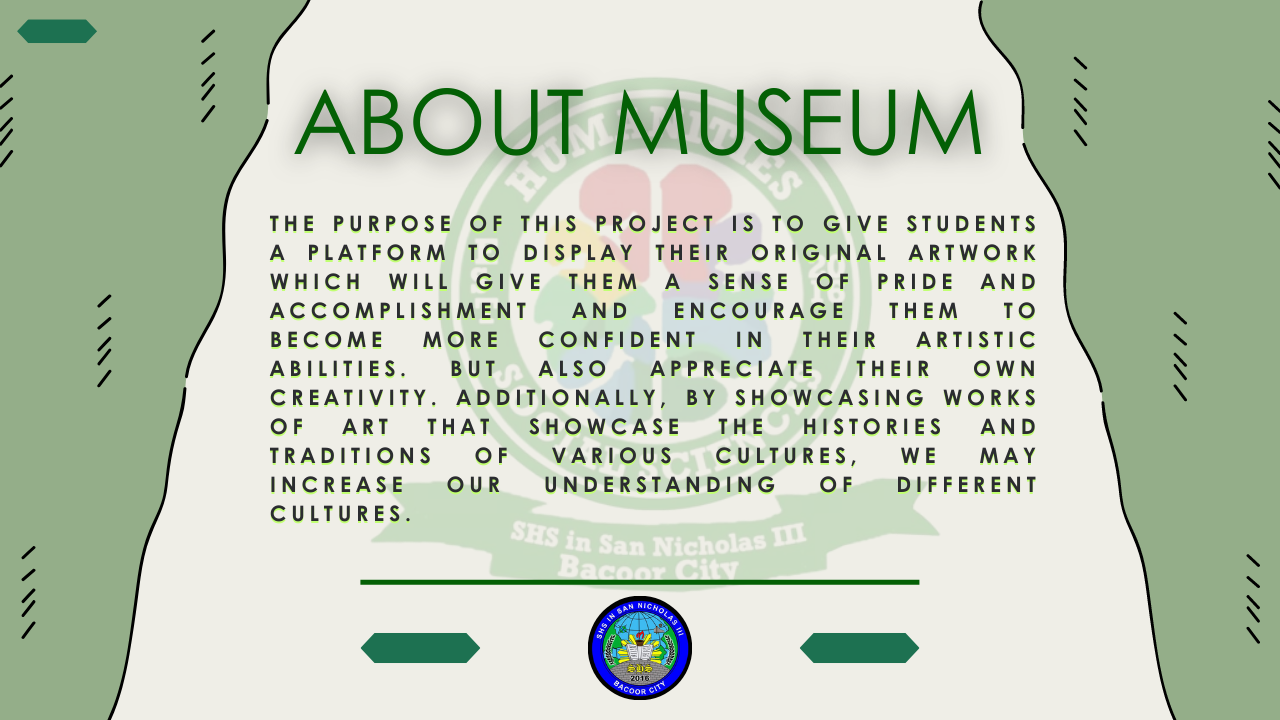 ABOUT MUSEUM
HUMANITIES
THE PURPOSE OF THIS PROJECT IS TO GIVE STUDENTS
A PLATFORM TO DISPLAY THEIR ORIGINAL ARTWORK
WHICH WILL GIVE THEM A SENSE OF PRIDE AND
ACCOMPLISHMENT AND ENCOURAGE THEM TO
BECOME MORE CONFIDENT IN THEIR ARTISTIC
ABILITIES. BUT ALSO APPRECIATE THEIR OWN
CREATIVITY. ADDITIONALLY, BY SHOWCASING WORKS
OF ART THAT SHOWCASE THE HISTORIES AND
TRADITIONS OF VARIOUS CULTURES, WE MAY
INCREASE OUR UNDERSTANDING OF DIFFERENT
CULTURES.
SOCIAL SCIENCE
SHS in San Nicholas III
Bacoor City
SHS IN SAN NICHOLAS III
SHS
2016
BACOOR CITY